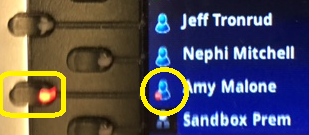 Jeff Tronrud
Nephi Mitchell
Amy Malone
Sandbox Prem